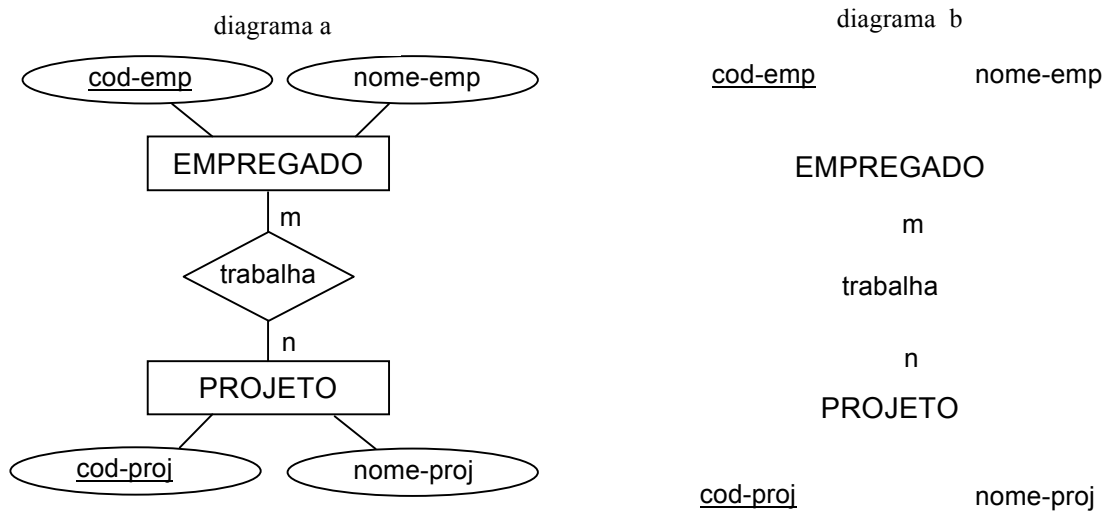 diagrama a
cod-emp nome-emp
EMPREGADO
m
trabalha
n
PROJETO
cod-proj nome-proj
diagrama b
cod-emp nome-emp
EMPREGADO
m
trabalha
n
PROJETO
cod-proj nome-proj